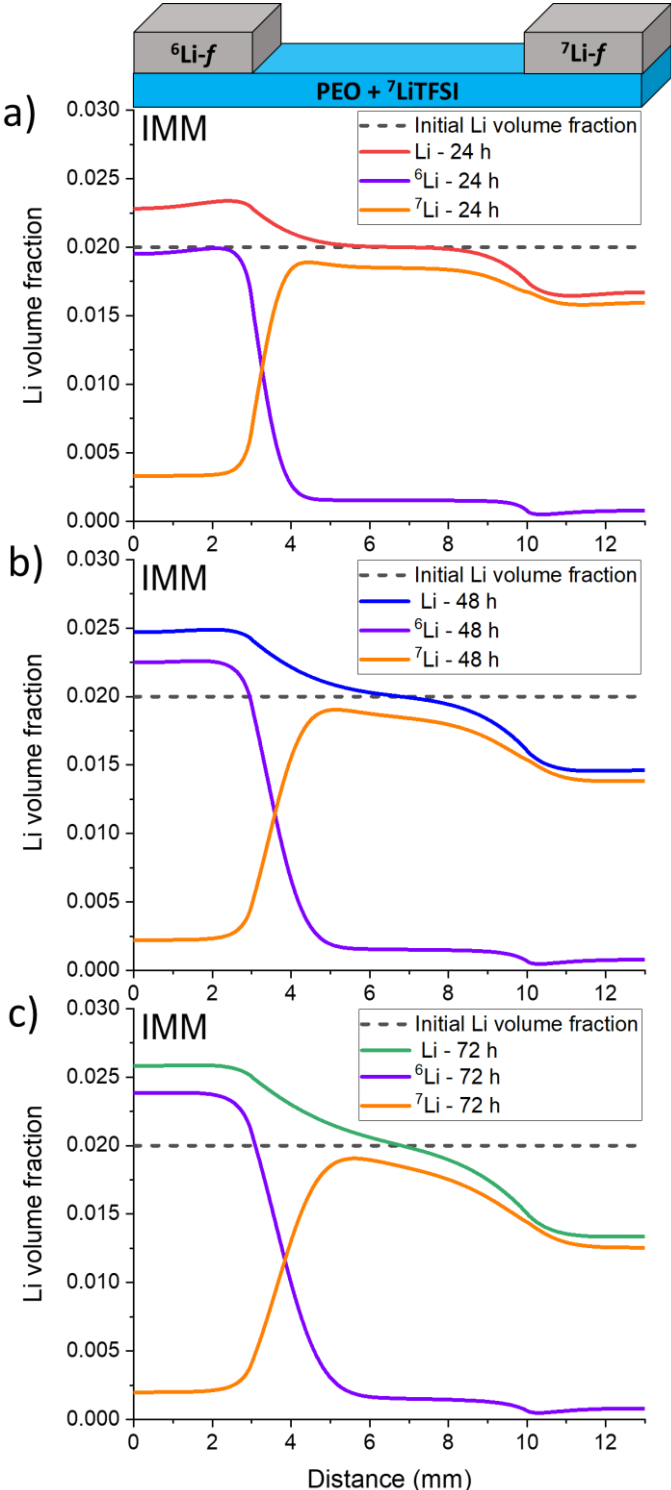 ⁶Li-f
⁷Li-f
PEO + ⁷LiTFSI
a)
IMM
Initial Li volume fraction
Li - 24 h
⁶Li - 24 h
⁷Li - 24 h
0.030
0.025
0.020
0.015
0.010
0.005
0.000
Li volume fraction
0 2 4 6 8 10 12
b)
IMM
Initial Li volume fraction
Li - 48 h
⁶Li - 48 h
⁷Li - 48 h
0.030
0.025
0.020
0.015
0.010
0.005
0.000
Li volume fraction
0 2 4 6 8 10 12
c)
IMM
Initial Li volume fraction
Li - 72 h
⁶Li - 72 h
⁷Li - 72 h
0.030
0.025
0.020
0.015
0.010
0.005
0.000
Li volume fraction
0 2 4 6 8 10 12
Distance (mm)